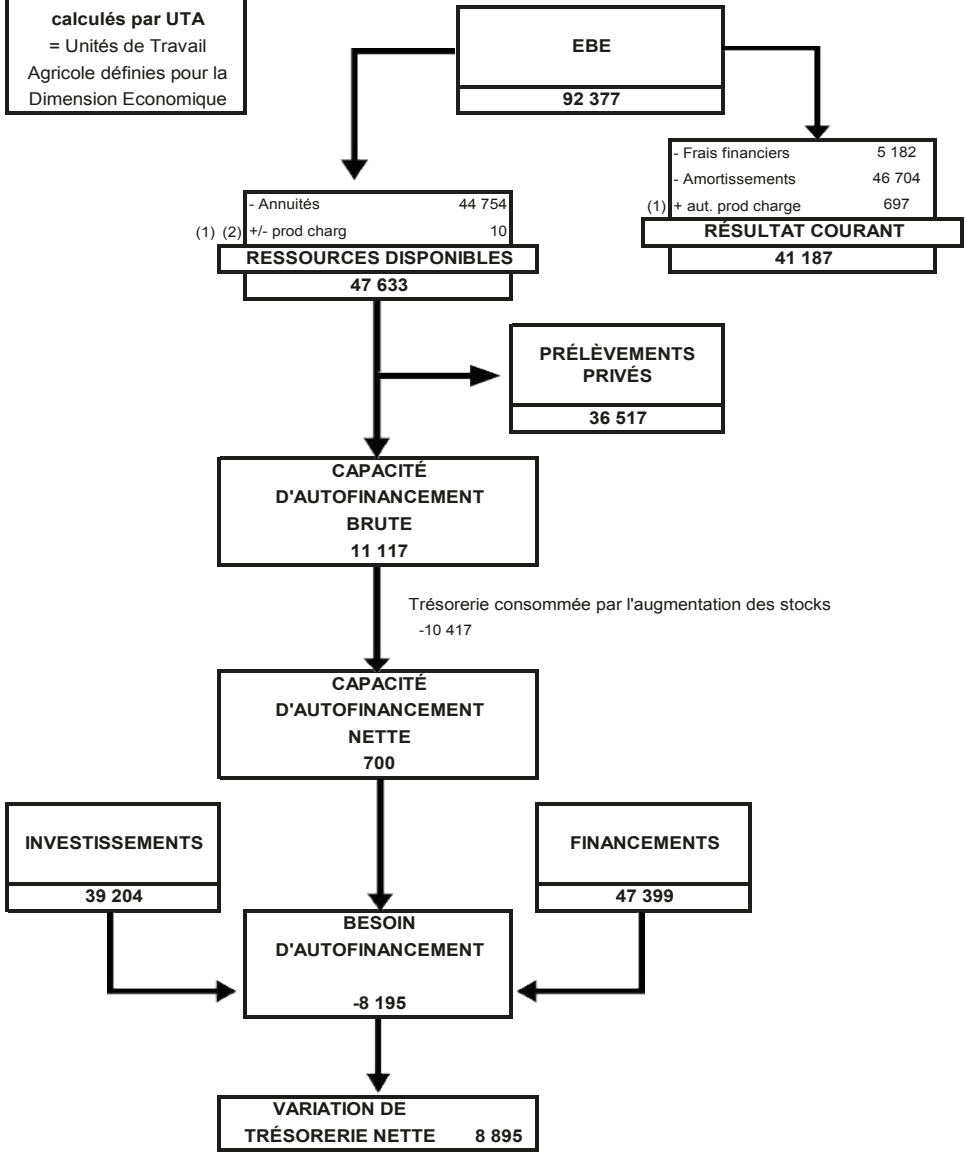 calculés par UTA
= Unités de Travail
Agricole définies pour la
Dimension Economique
EBE
92 377
- Frais financiers 5 182
- Amortissements 46 704
(1) + aut. prod charge 697
RÉSULTAT COURANT
41 187
- Annuités 44 754
(1) (2) +/- prod charg 10
RESSOURCES DISPONIBLES
47 633
PRÉLÈVEMENTS
PRIVÉS
36 517
CAPACITÉ
D'AUTOFINANCEMENT
BRUTE
11 117
Trésorerie consommée par l'augmentation des stocks
-10 417
CAPACITÉ
D'AUTOFINANCEMENT
NETTE
700
INVESTISSEMENTS
39 204
FINANCEMENTS
47 399
BESOIN
D'AUTOFINANCEMENT
-8 195
VARIATION DE
TRÉSORERIE NETTE 8 895